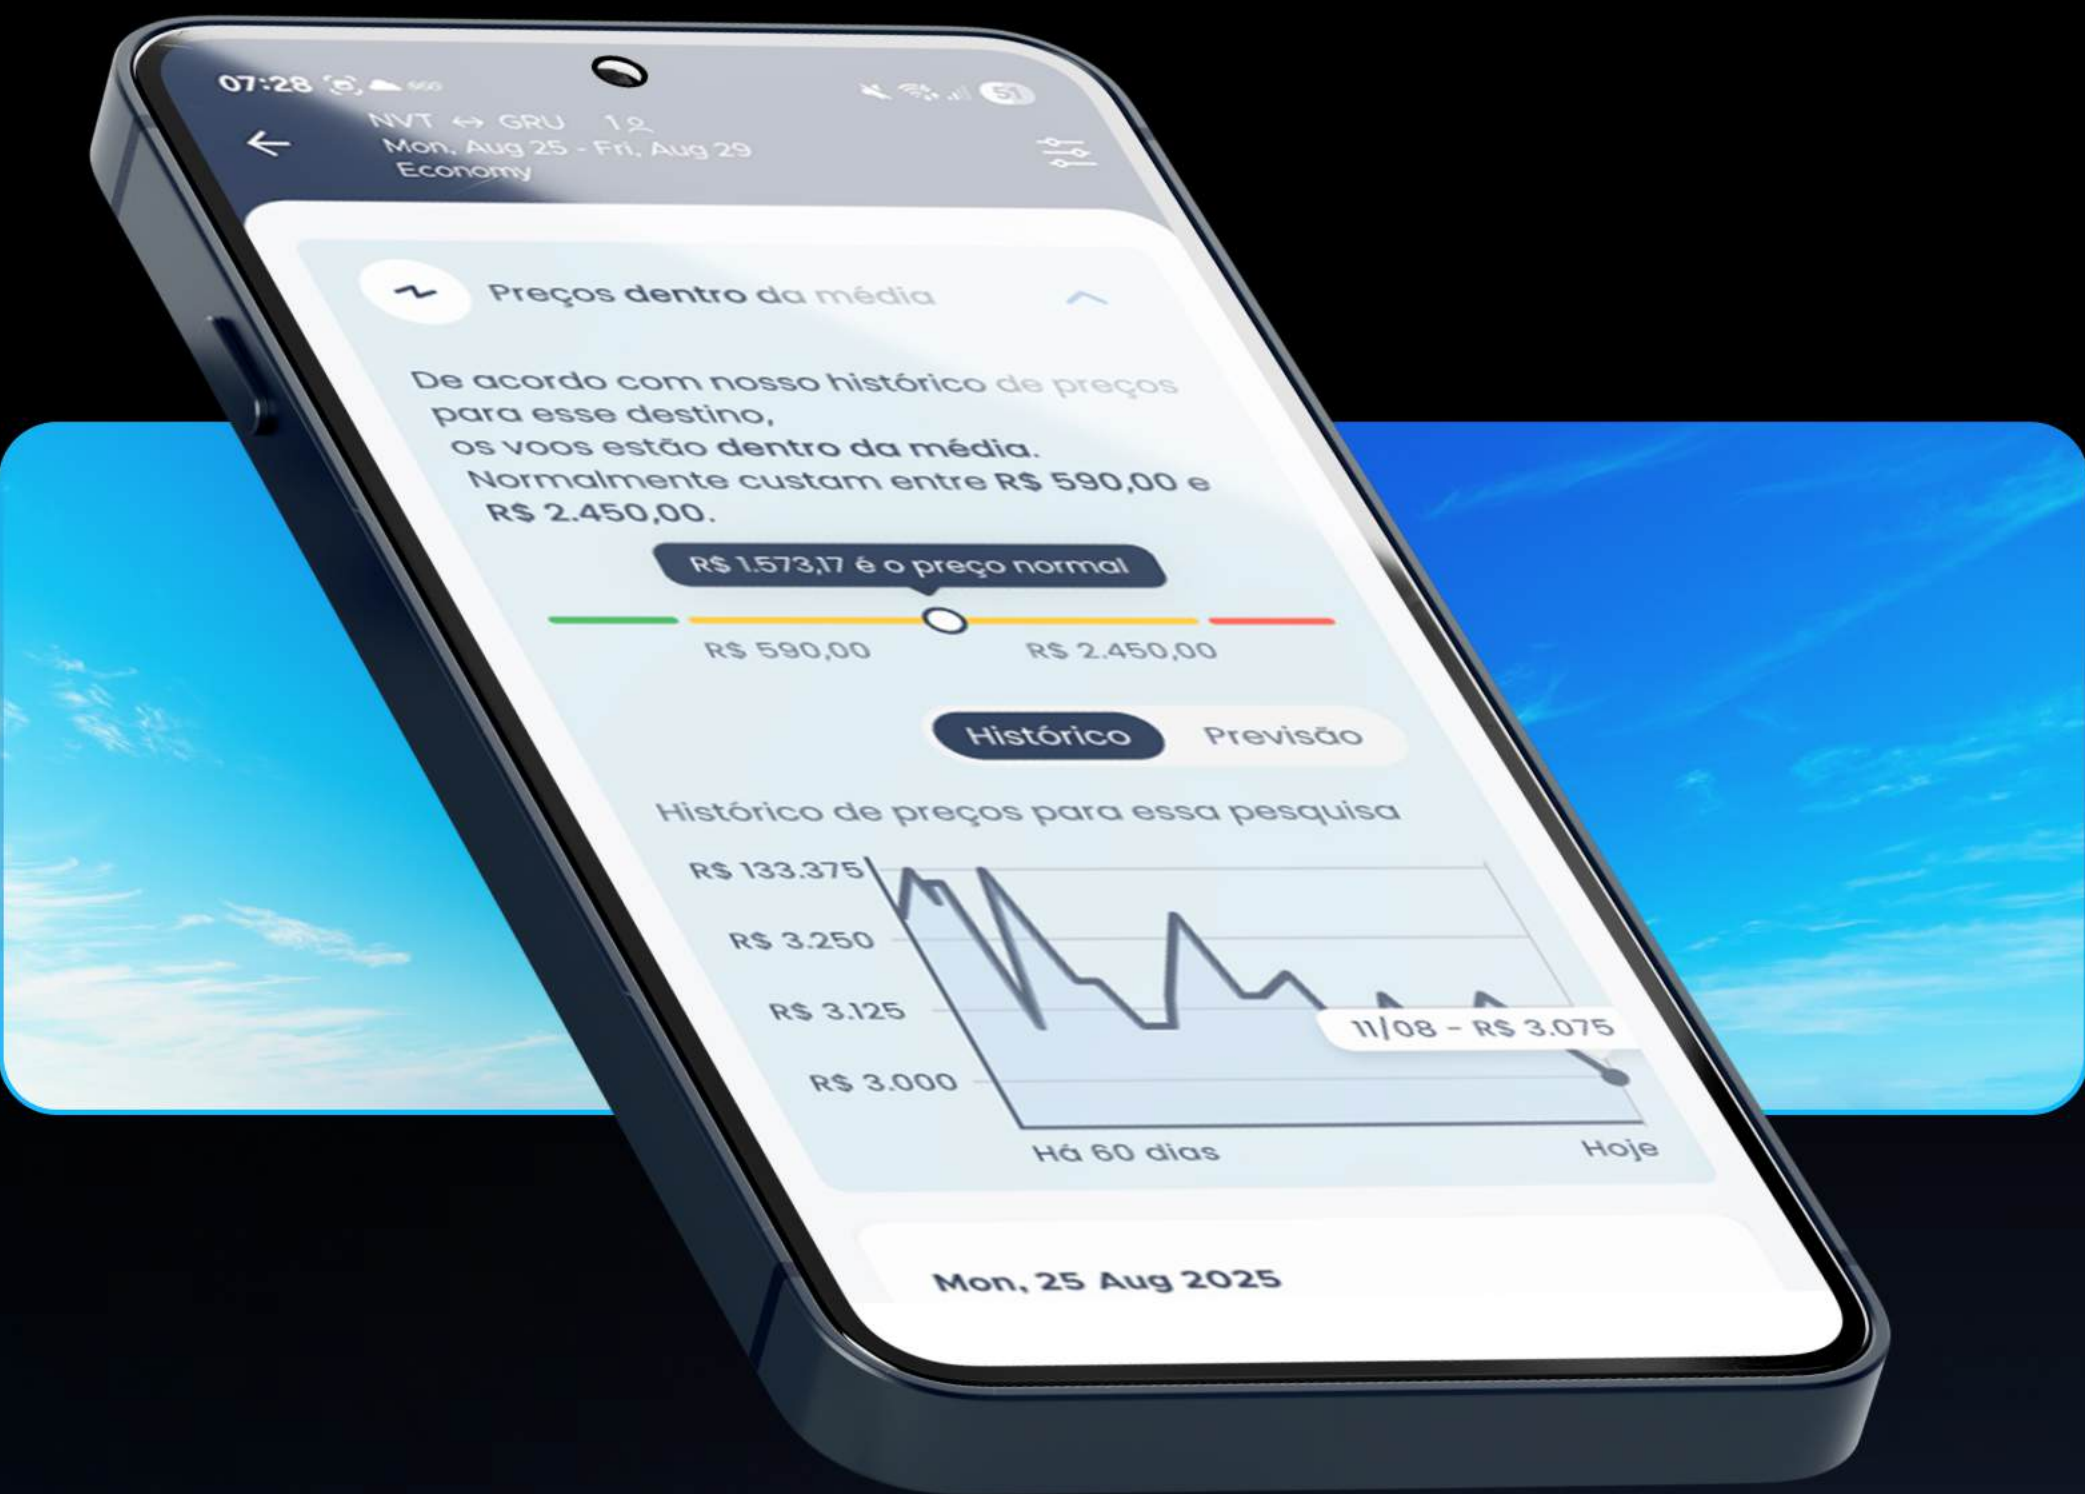 07:28
51
NVT ↔ GRU 1
Mon, Aug 25 - Fri, Aug 29
Economy
Preços dentro da média
De acordo com nosso histórico de preços
para esse destino,
os voos estão dentro da média.
Normalmente custam entre R$ 590,00 e
R$ 2.450,00.
R$ 1.573,17 é o preço normal
R$ 590,00
R$ 2.450,00
Histórico
Previsão
Histórico de preços para essa pesquisa
R$ 133.375
R$ 3.250
R$ 3.125
11/08 - R$ 3.075
R$ 3.000
Há 60 dias
Hoje
Mon, 25 Aug 2025